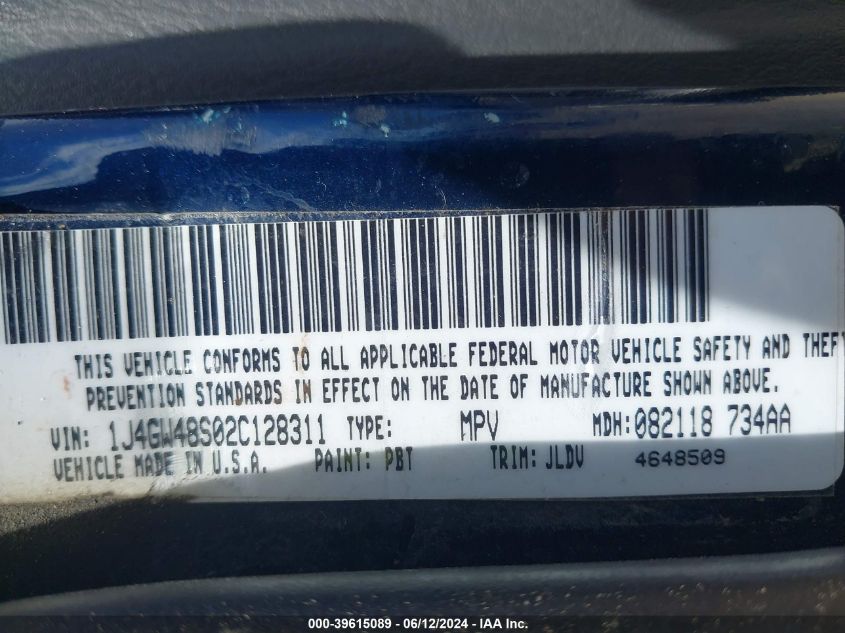 THIS VEHICLE CONFORMS TO ALL APPLICABLE FEDERAL MOTOR VEHICLE SAFETY AND THEFT
PREVENTION STANDARDS IN EFFECT ON THE DATE OF MANUFACTURE SHOWN ABOVE.
VIN: 1J4GW48S02C128311 TYPE: MPV MDH: 082118 734AA
VEHICLE MADE IN U.S.A. PAINT: PBT TRIM: JLDV 4648509
000-39615089 - 06/12/2024 - IAA Inc.